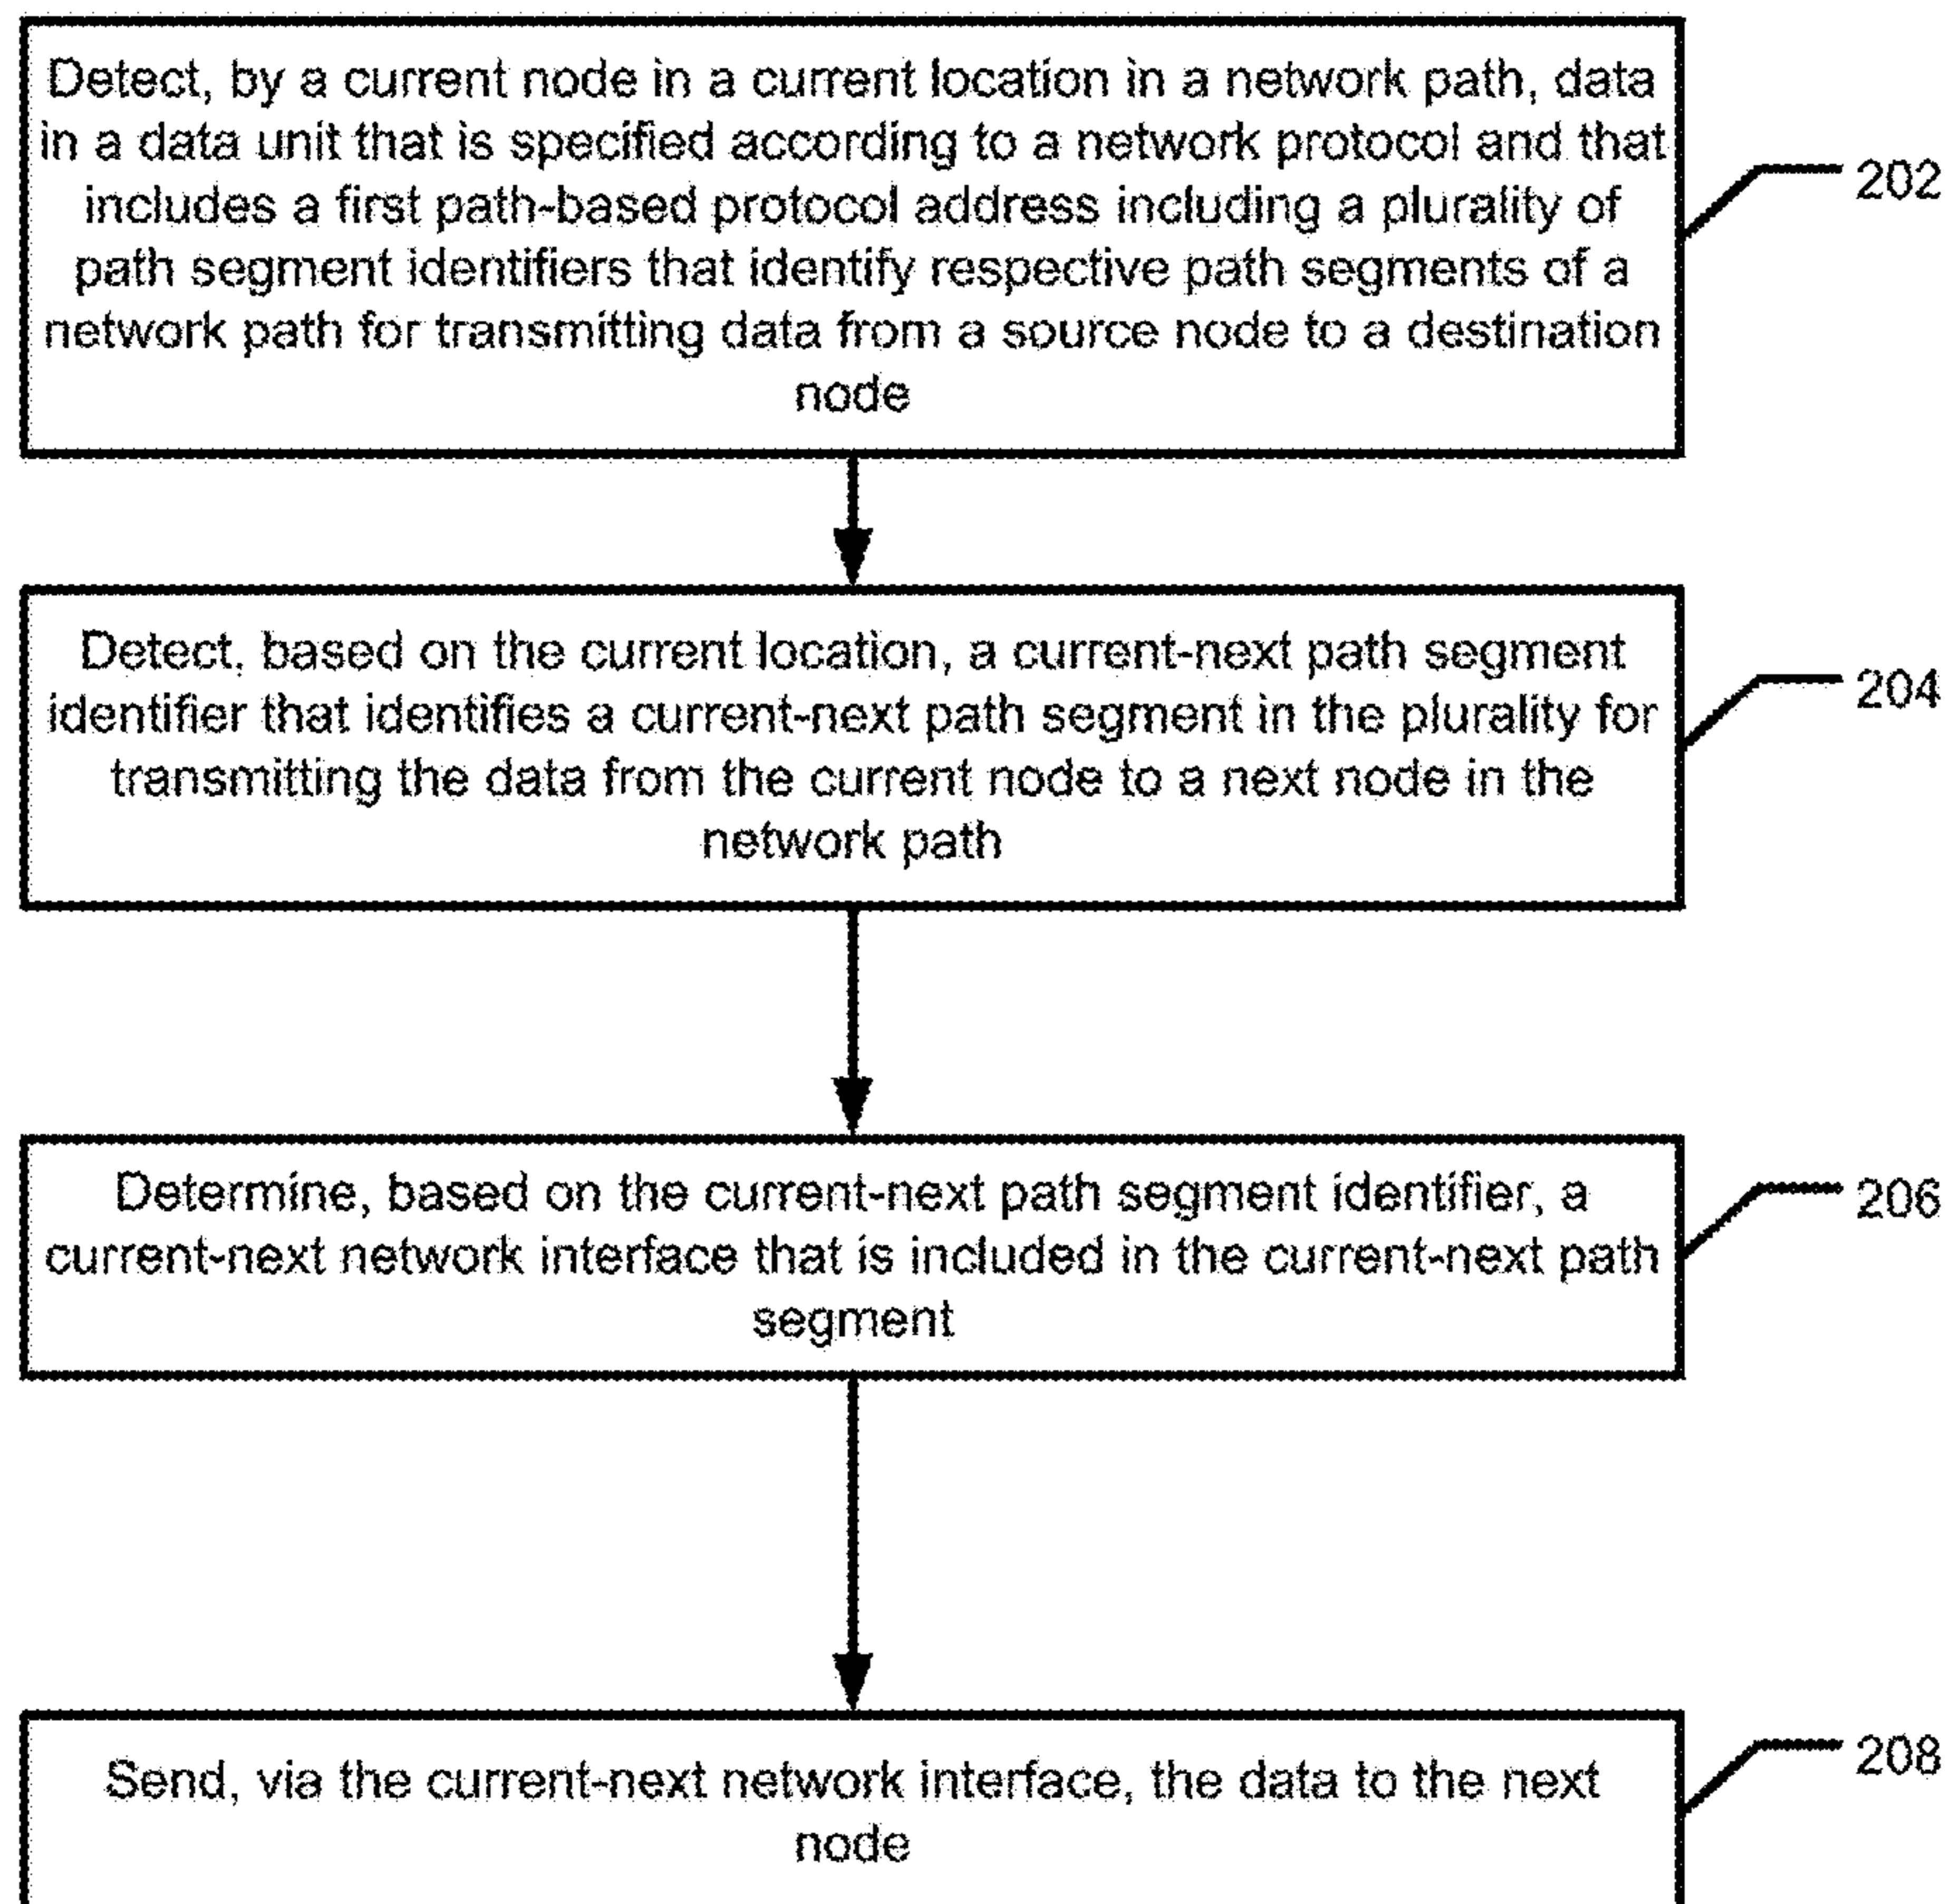 Detect, by a current node in a current location in a network path, data
in a data unit that is specified according to a network protocol and that
includes a first path-based protocol address including a plurality of
path segment identifiers that identify respective path segments of a
network path for transmitting data from a source node to a destination
node
202
Detect, based on the current location, a current-next path segment
identifier that identifies a current-next path segment in the plurality for
transmitting the data from the current node to a next node in the
network path
204
Determine, based on the current-next path segment identifier, a
current-next network interface that is included in the current-next path
segment
206
Send, via the current-next network interface, the data to the next
node
208